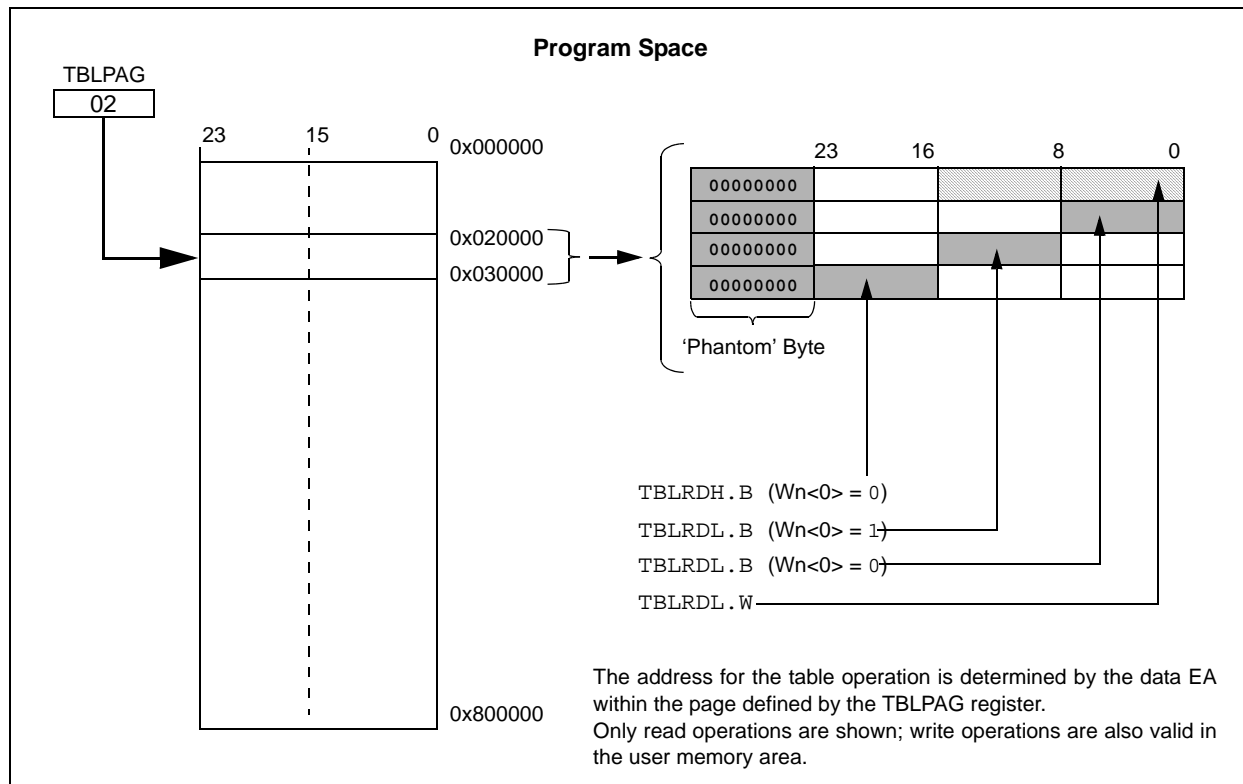 Program Space
TBLPAG
02
23 15 0
0x000000
0x020000
0x030000
0x800000
23 16 8 0
00000000
00000000
00000000
00000000
‘Phantom’ Byte
TBLRDH.B (Wn<0> = 0)
TBLRDL.B (Wn<0> = 1)
TBLRDL.B (Wn<0> = 0)
TBLRDL.W
The address for the table operation is determined by the data EA
within the page defined by the TBLPAG register.
Only read operations are shown; write operations are also valid in
the user memory area.